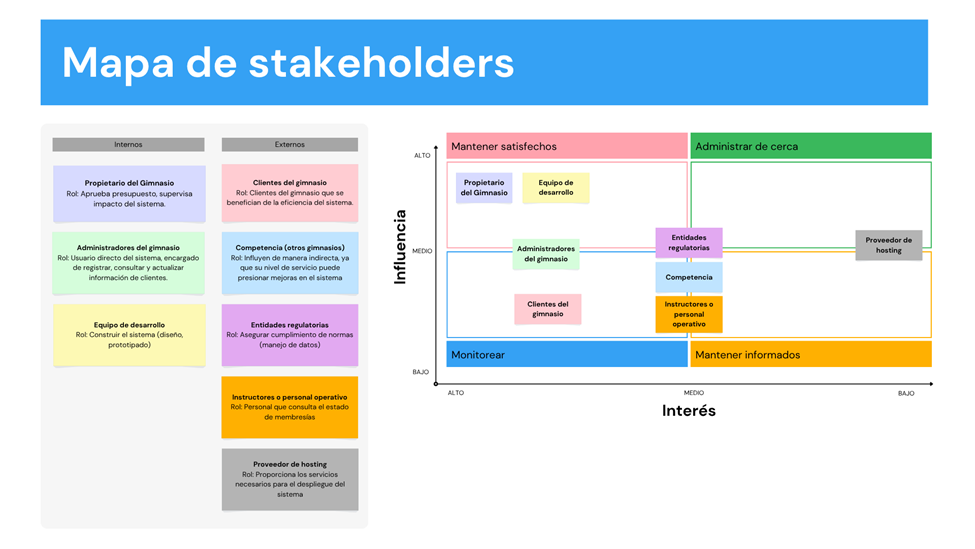 Mapa de stakeholders
Internos
Propietario del Gimnasio
Rol: Aprueba presupuesto, supervisa
impacto del sistema.
Administradores del gimnasio
Rol: Usuario directo del sistema, encargado
de registrar, consultar y actualizar
información de clientes.
Equipo de desarrollo
Rol: Construir el sistema (diseño,
prototipado)
Externos
Clientes del gimnasio
Rol: Clientes del gimnasio que se
benefician de la eficiencia del sistema.
Competencia (otros gimnasios)
Rol: Influyen de manera indirecta, ya
que su nivel de servicio puede
presionar mejoras en el sistema
Entidades regulatorias
Rol: Asegurar cumplimiento de normas
(manejo de datos)
Instructores o personal operativo
Rol: Personal que consulta el estado
de membresías
Proveedor de hosting
Rol: Proporciona los servicios
necesarios para el despliegue del
sistema
Influencia
ALTO
MEDIO
BAJO
Mantener satisfechos
Administrar de cerca
Propietario
del Gimnasio
Equipo de
desarrollo
Administradores
del gimnasio
Entidades
regulatorias
Proveedor de
hosting
Competencia
Clientes del
gimnasio
Instructores o
personal
operativo
Monitorear
Mantener informados
ALTO
MEDIO
BAJO
Interés